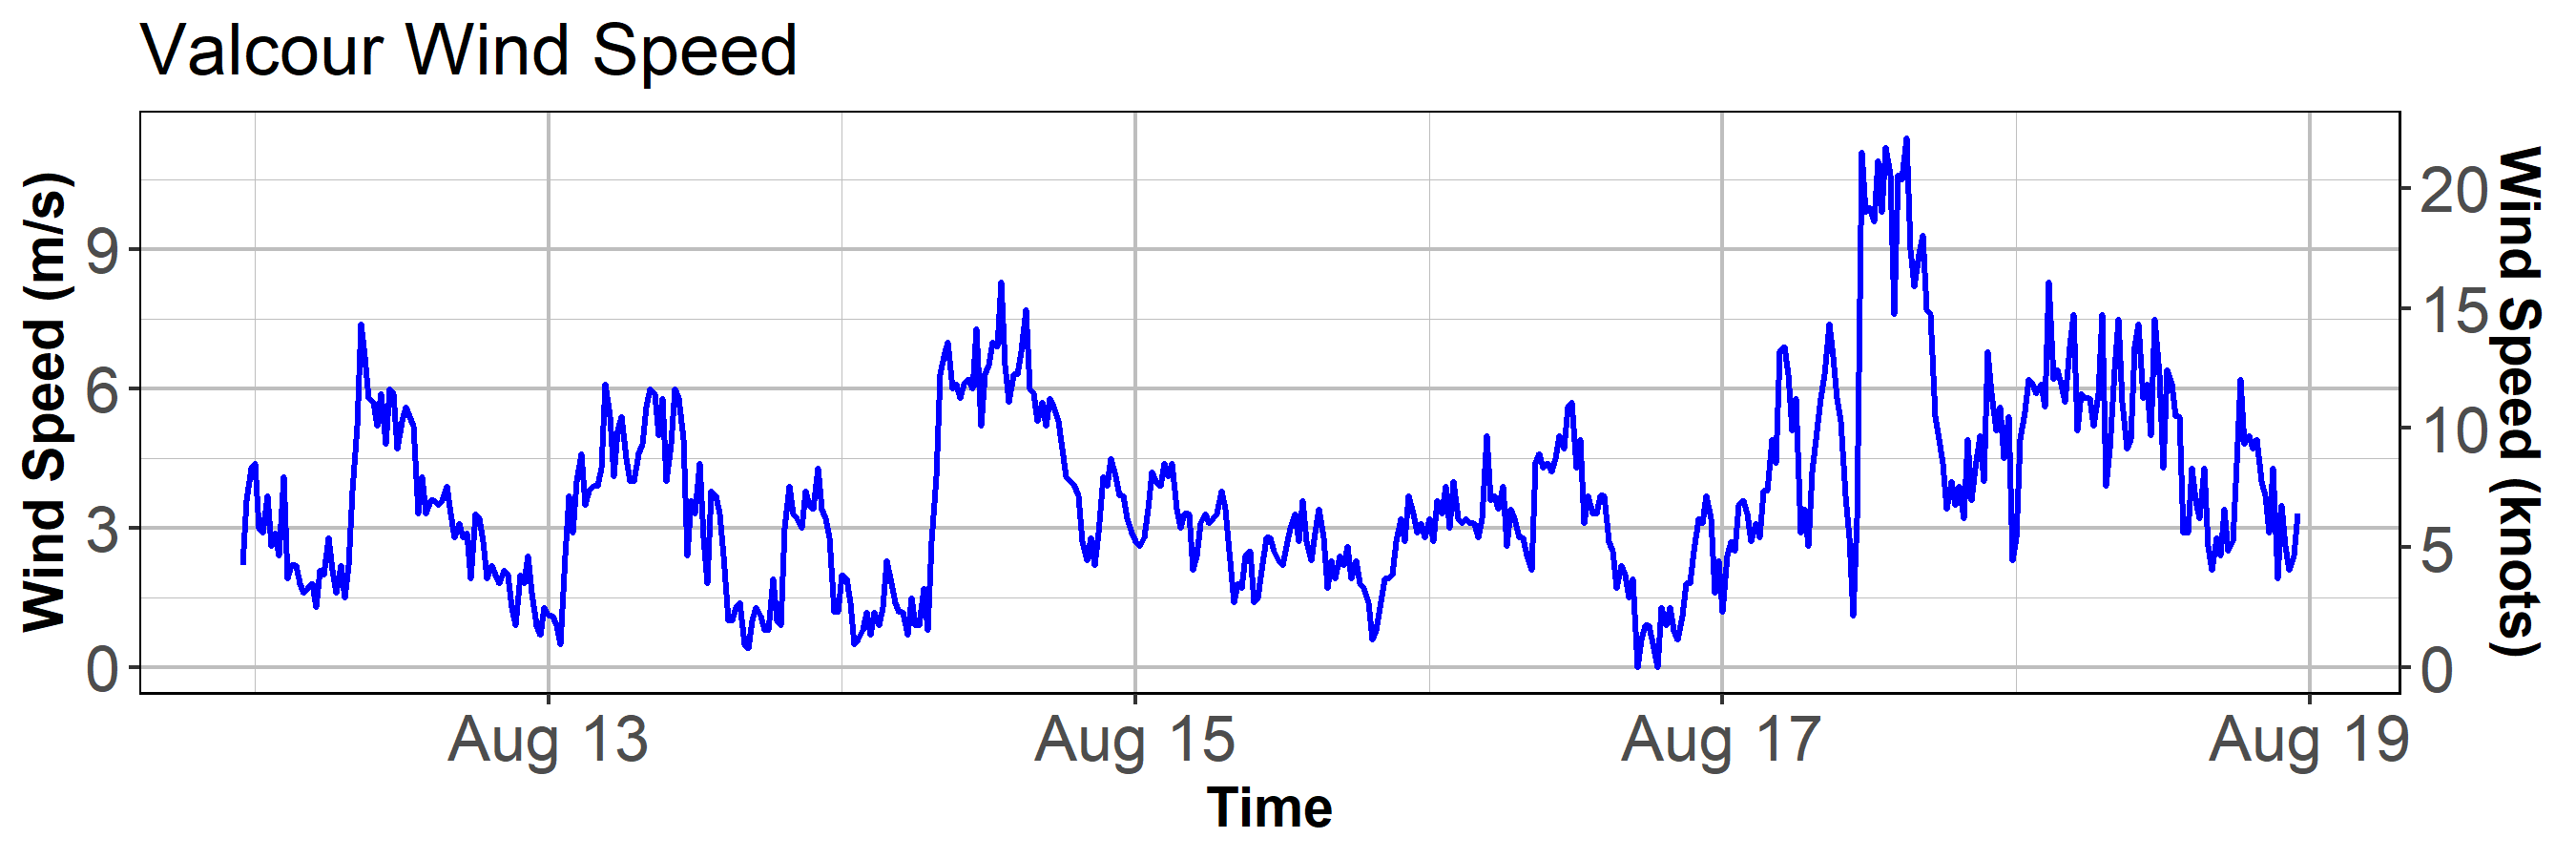 Valcour Wind Speed
Wind Speed (m/s)
9
6
3
0
20
15
10
5
0
Wind Speed (knots)
Aug 13
Aug 15
Aug 17
Aug 19
Time